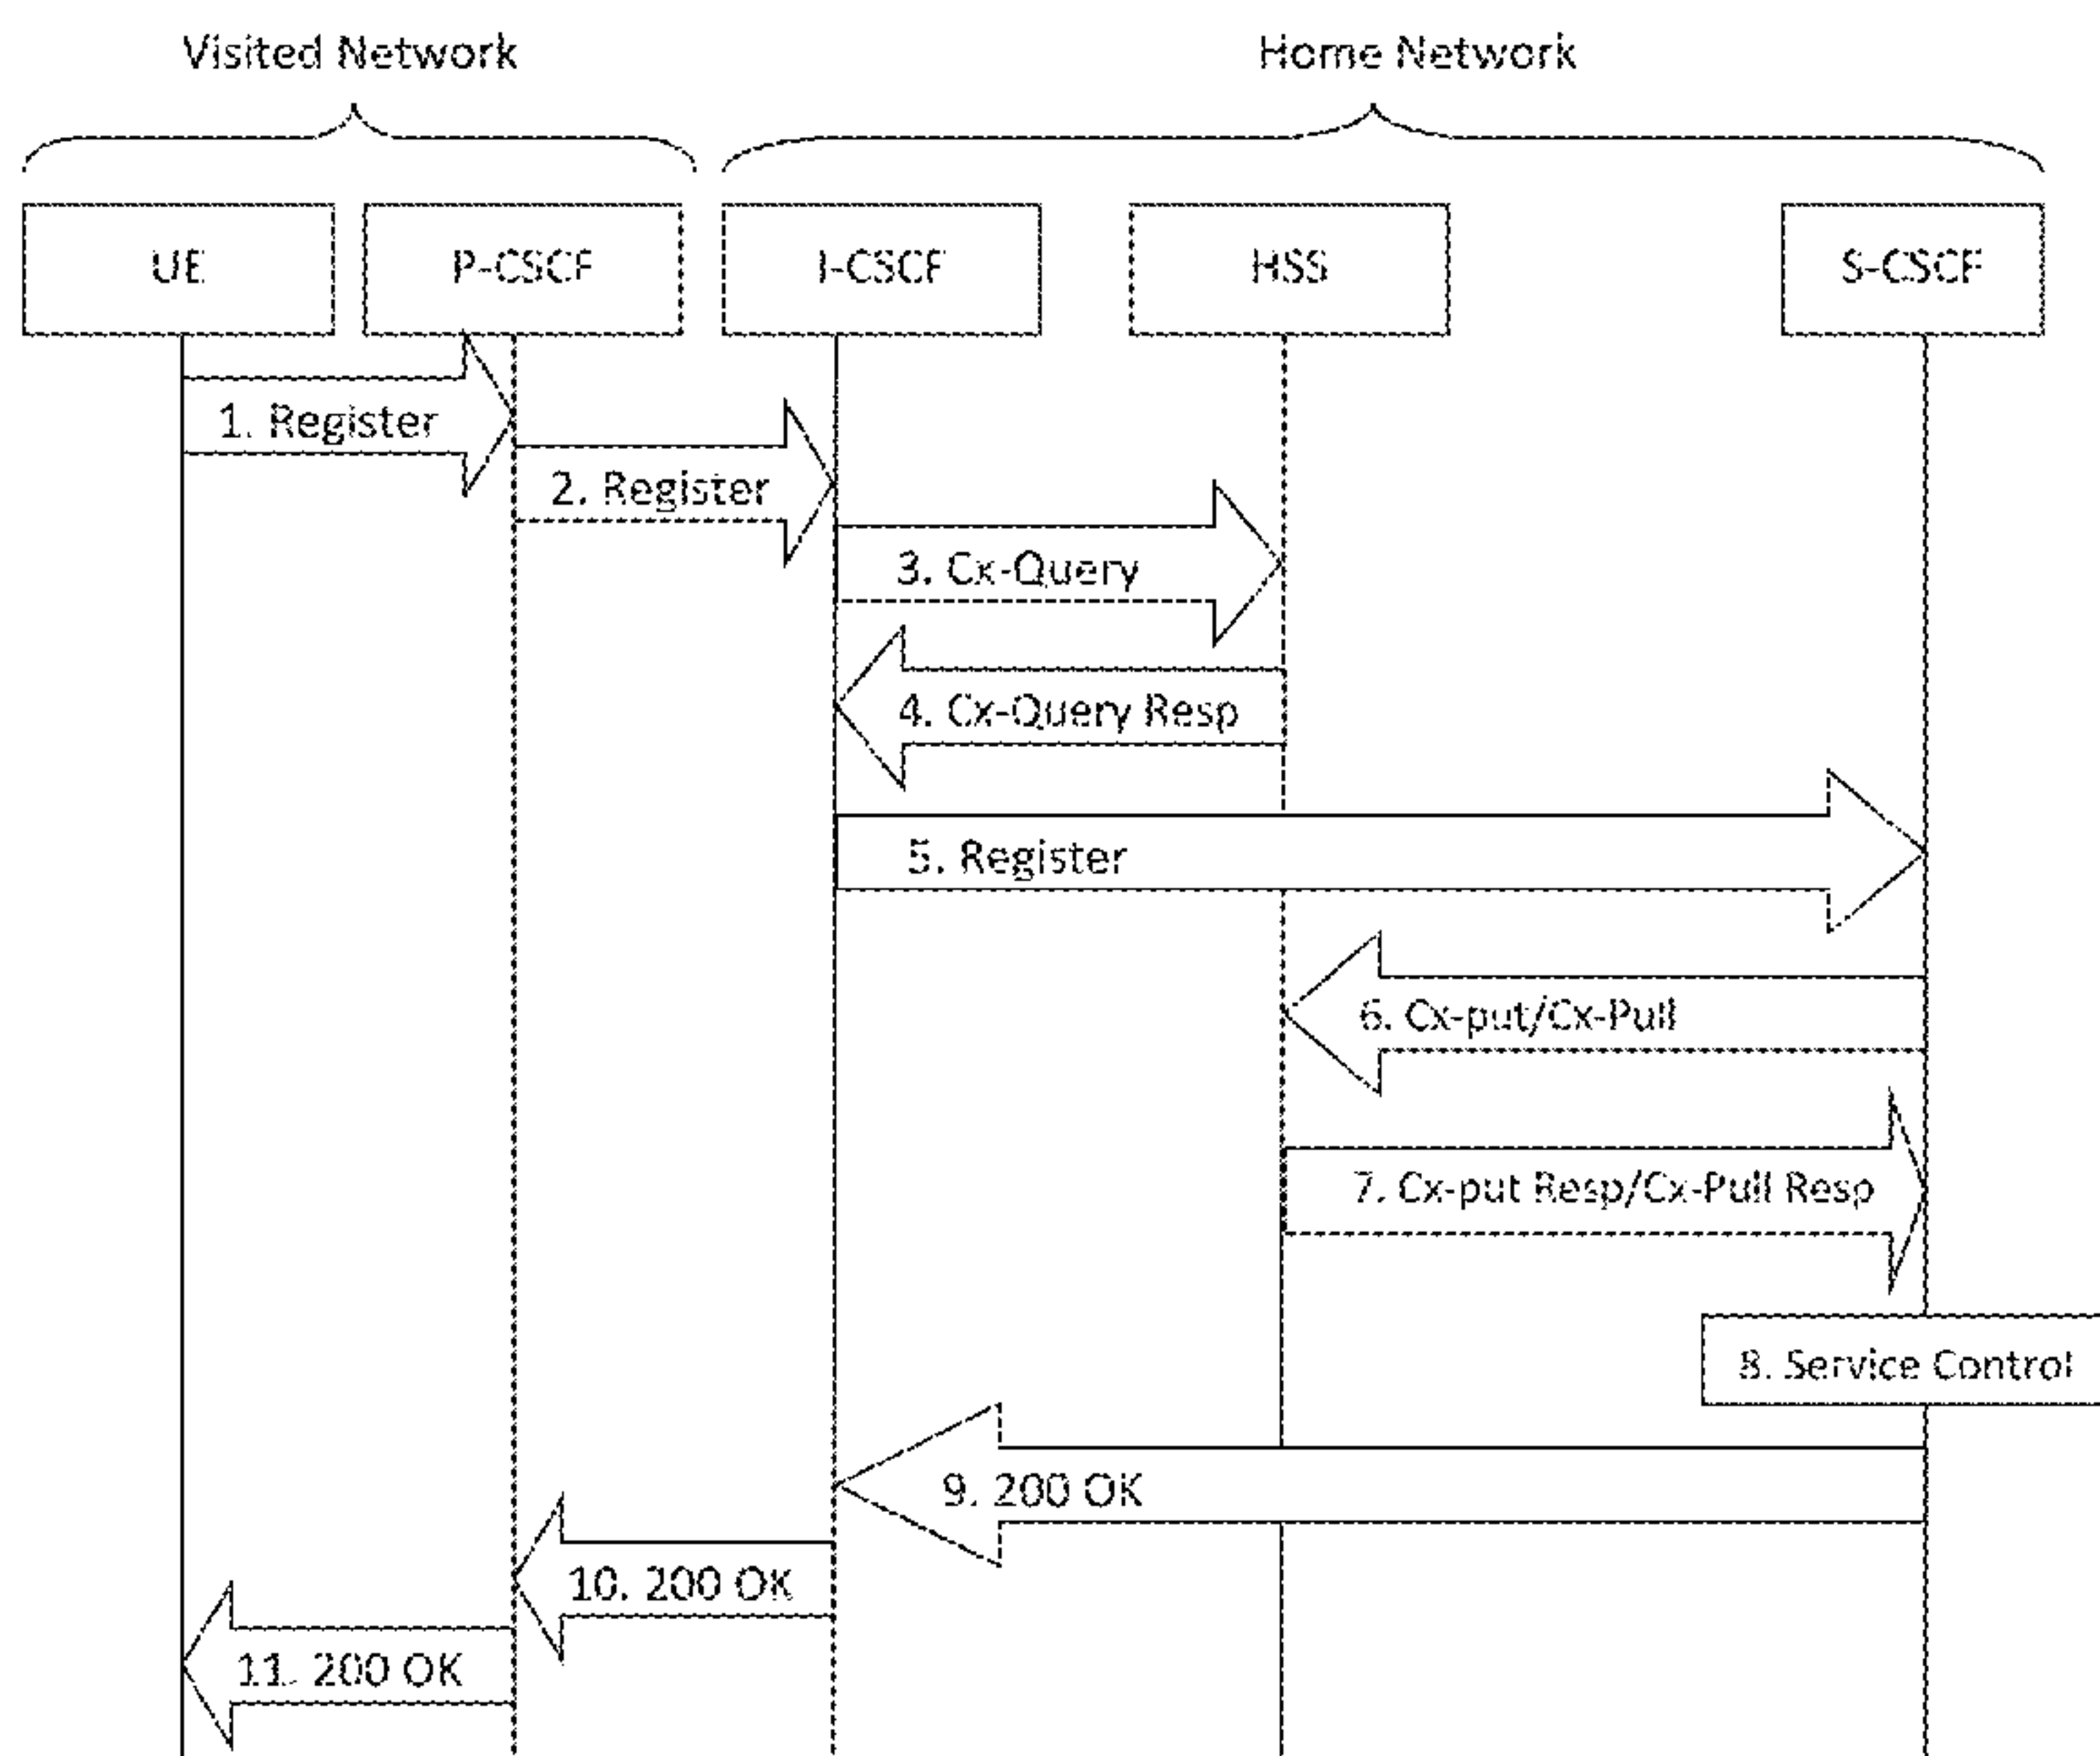 Visited Network
Home Network
UE
P-CSCF
I-CSCF
HSS
S-CSCF
1. Register
2. Register
3. Cx-Query
4. Cx-Query Resp
5. Register
6. Cx-put/Cx-Pull
7. Cx-put Resp/Cx-Pull Resp
8. Service Control
9. 200 OK
10. 200 OK
11. 200 OK